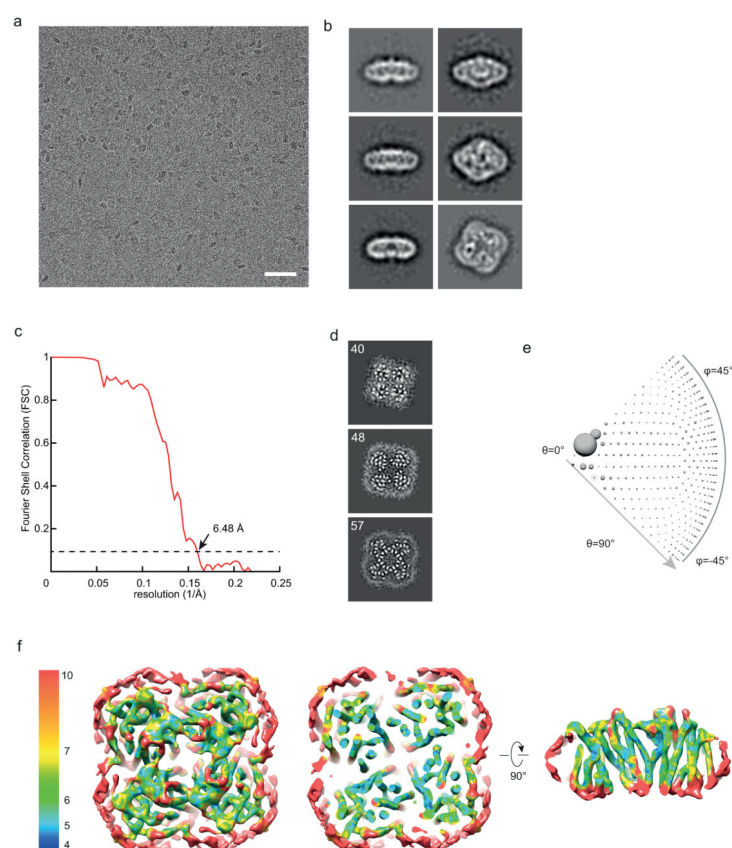 a
b
c
1
0.8
0.6
0.4
0.2
0
0.05
0.1
0.15
0.2
0.25
Fourier Shell Correlation (FSC)
resolution (1/Å)
6.48 Å
d
40
48
57
e
φ=45°
θ=0°
θ=90°
φ=-45°
f
10
7
6
5
4
90°